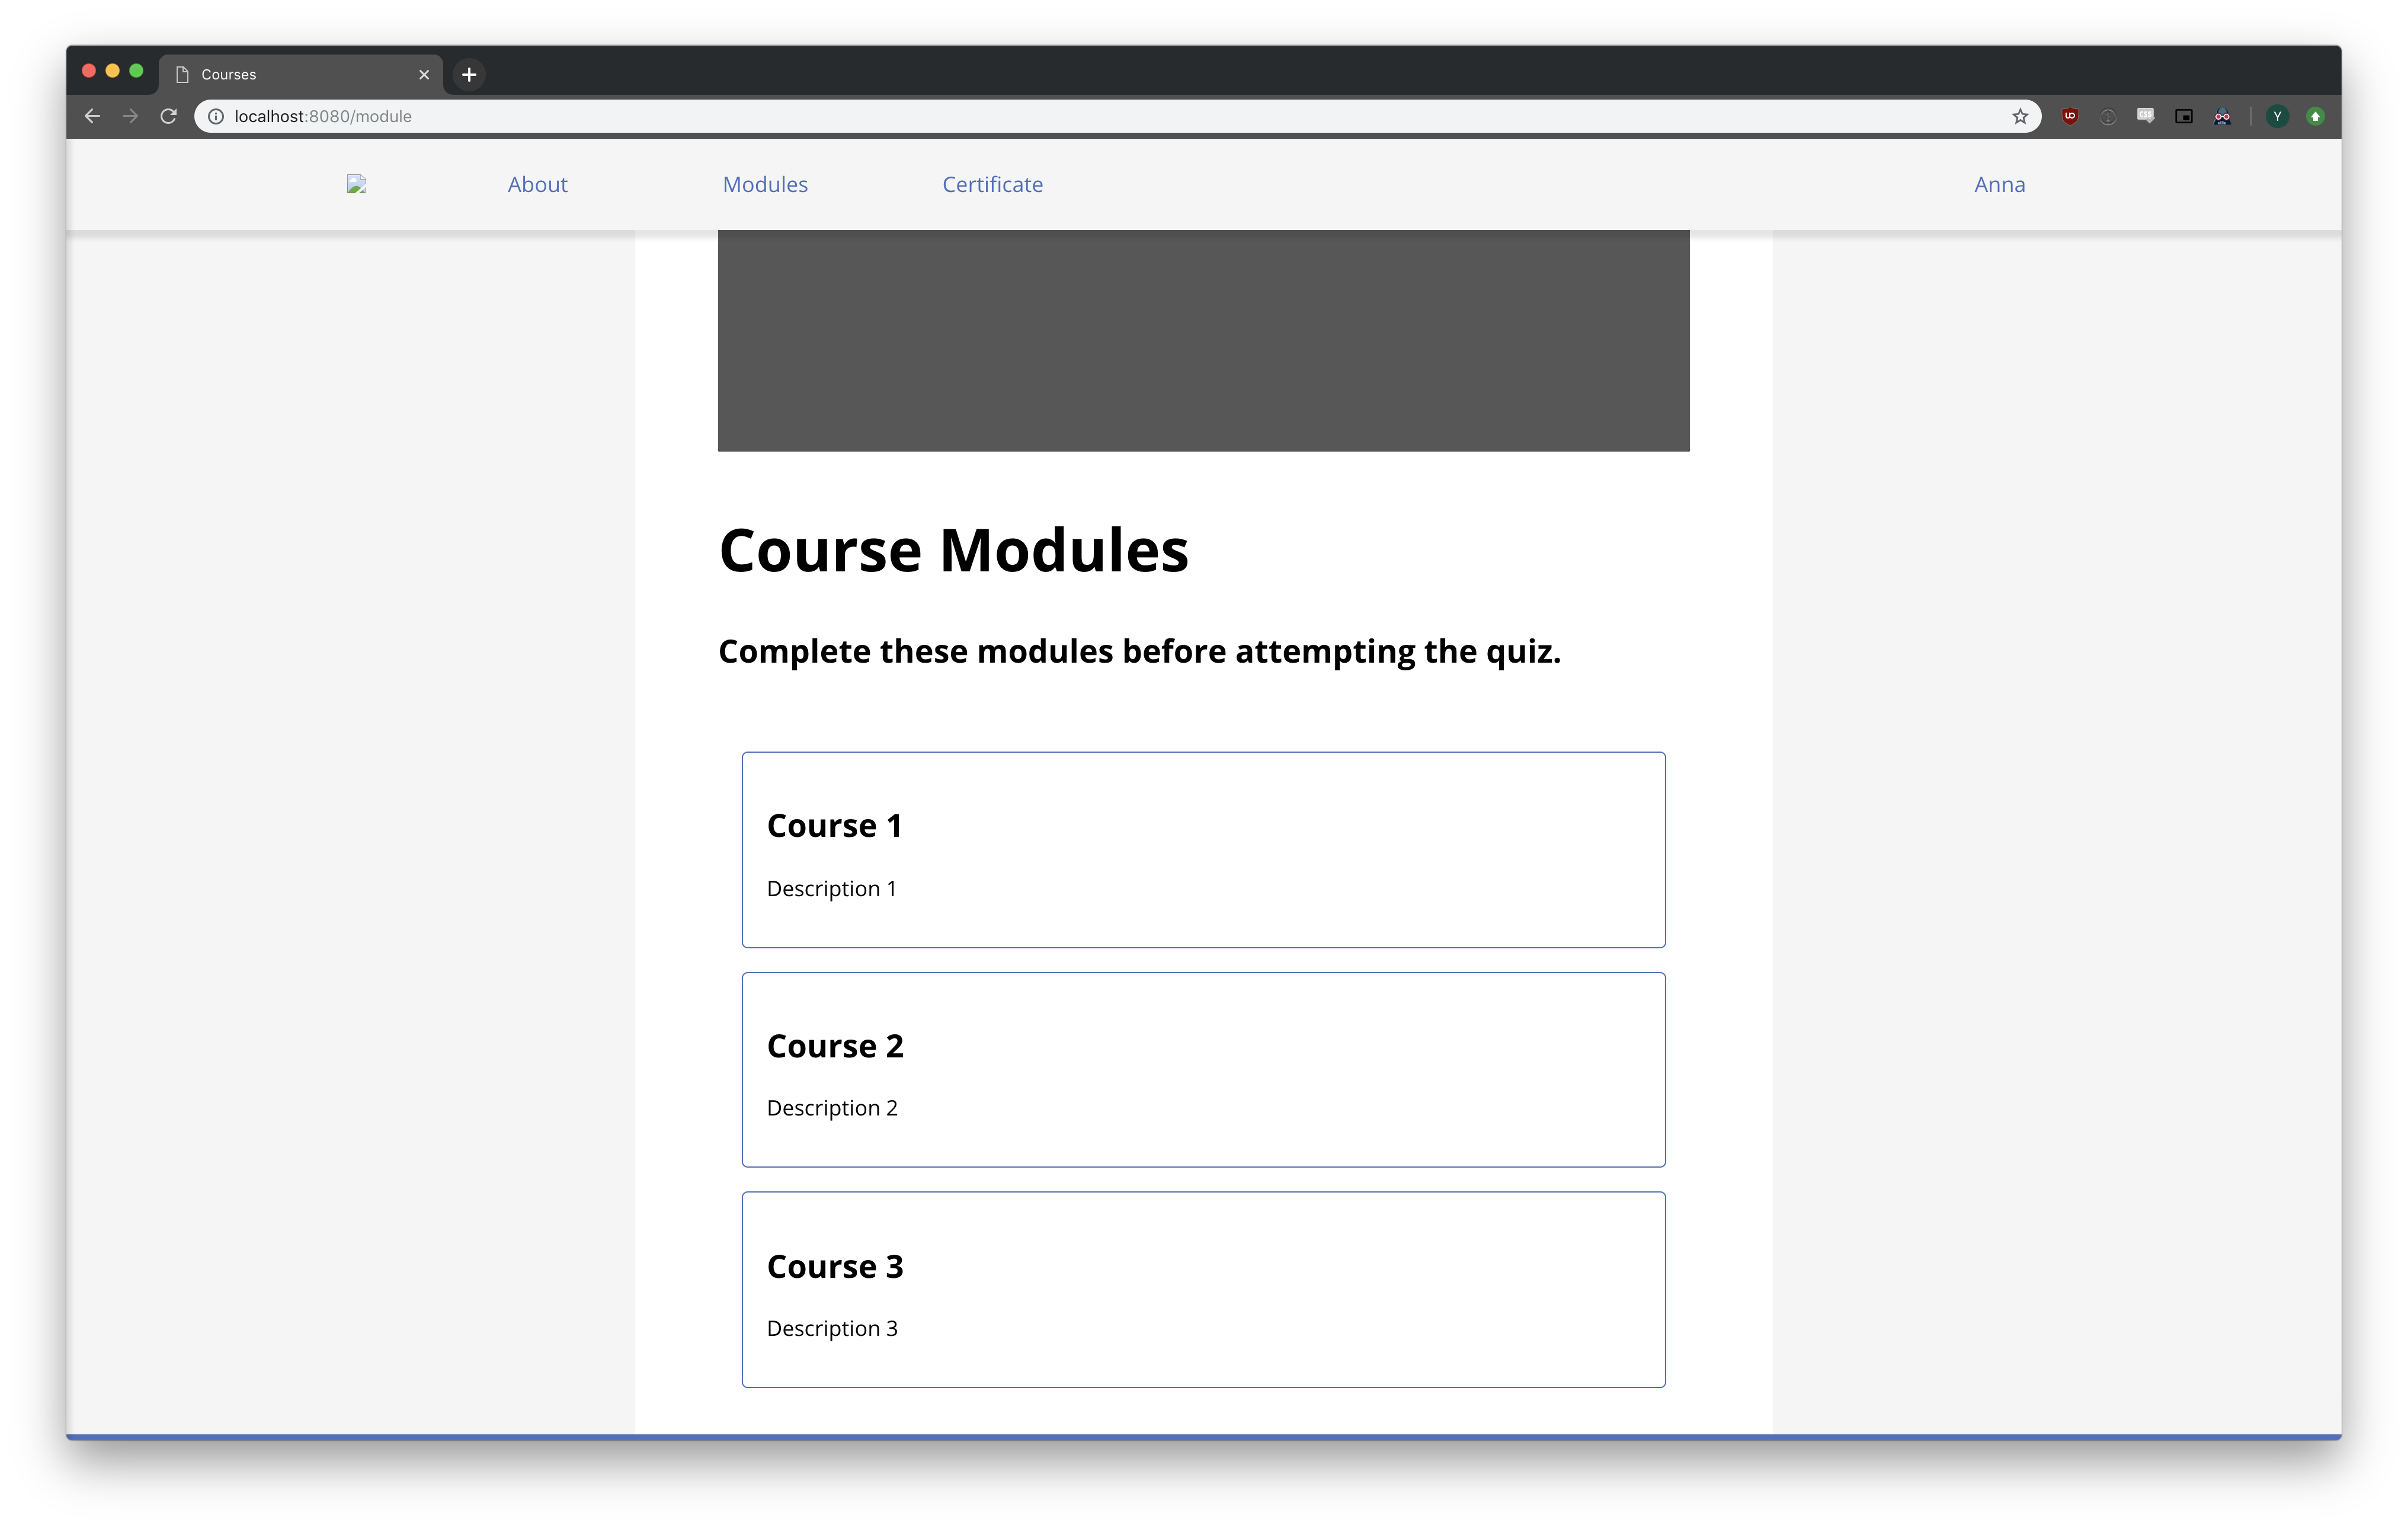 Courses
localhost:8080/module
Y
About Modules Certificate Anna
Course Modules
Complete these modules before attempting the quiz.
Course 1
Description 1
Course 2
Description 2
Course 3
Description 3